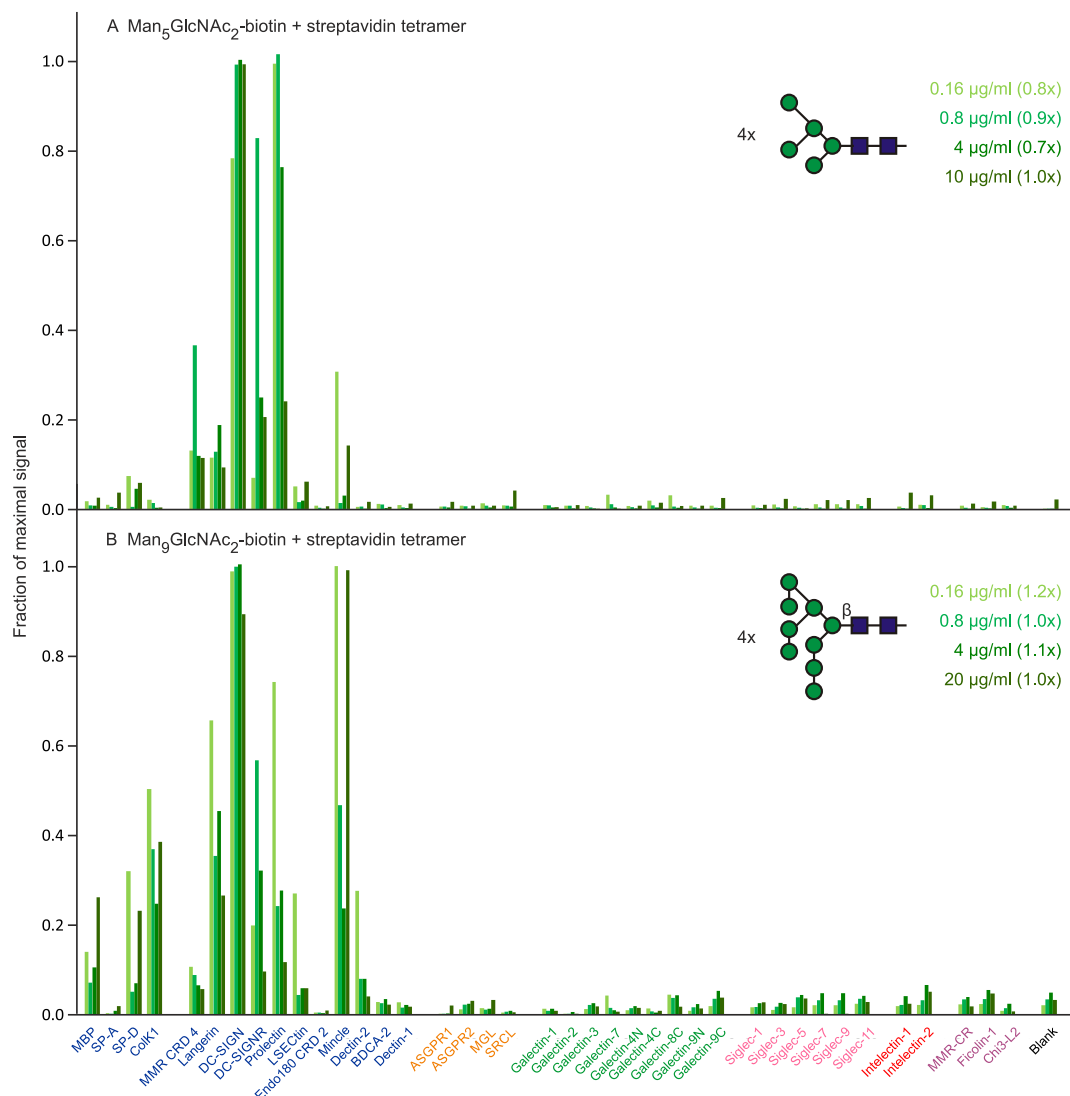 A Man5GlcNAc2-biotin + streptavidin tetramer
1.0
0.8
0.6
0.4
0.2
0.0
4x
0.16 µg/ml (0.8x)
0.8 µg/ml (0.9x)
4 µg/ml (0.7x)
10 µg/ml (1.0x)
Fraction of maximal signal
B Man9GlcNAc2-biotin + streptavidin tetramer
1.0
0.8
0.6
0.4
0.2
0.0
4x
β
0.16 µg/ml (1.2x)
0.8 µg/ml (1.0x)
4 µg/ml (1.1x)
20 µg/ml (1.0x)
MBP
SP-A
SP-D
ColK1
MMR CRD 4
Langerin
DC-SIGN
DC-SIGNR
Prolectin
LSECtin
Endo180 CRD 2
Mincle
Dectin-2
BDCA-2
Dectin-1
ASGPR1
ASGPR2
MGL
SRCL
Galectin-1
Galectin-2
Galectin-3
Galectin-7
Galectin-4N
Galectin-4C
Galectin-8C
Galectin-9N
Galectin-9C
Siglec-1
Siglec-3
Siglec-5
Siglec-7
Siglec-9
Siglec-11
Intelectin-1
Intelectin-2
MMR-CR
Ficolin-1
Chi3-L2
Blank